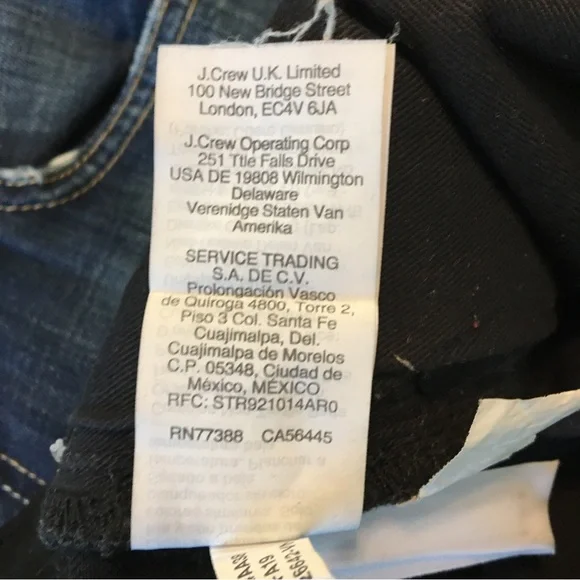 J.Crew U.K. Limited
100 New Bridge Street
London, EC4V 6JA
J.Crew Operating Corp
251 Ttle Falls Drive
USA DE 19808 Wilmington
Delaware
Verenidge Staten Van
Amerika
SERVICE TRADING
S.A. DE C.V.
Prolongación Vasco
de Quiroga 4800, Torre 2,
Piso 3 Col. Santa Fe
Cuajimalpa, Del.
Cuajimalpa de Morelos
C.P. 05348, Ciudad de
México, MÉXICO
RFC: STR921014AR0
RN77388 CA56445